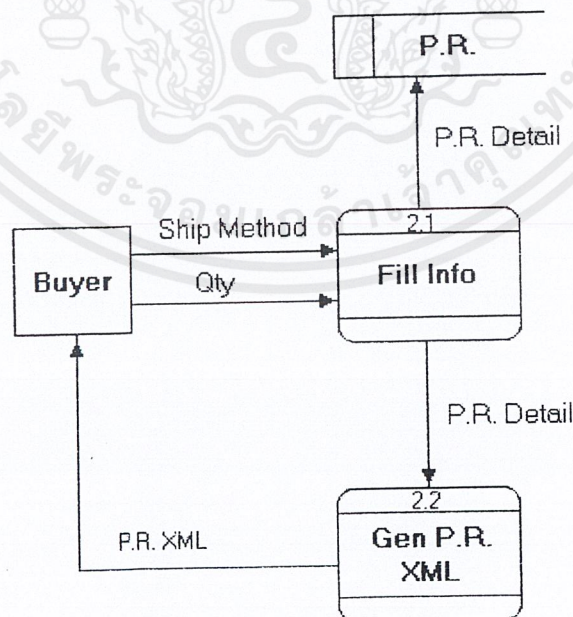 P.R.
P.R. Detail
Ship Method
2.1
Buyer
Qty
Fill Info
P.R. Detail
2.2
P.R. XML
Gen P.R.
XML